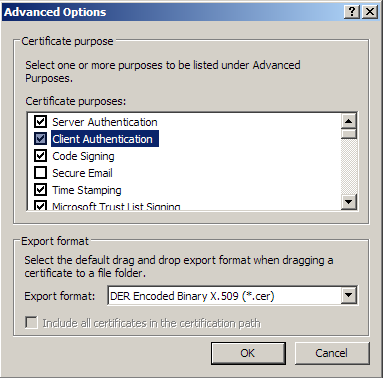 Advanced Options
Certificate purpose
Select one or more purposes to be listed under Advanced
Purposes.
Certificate purposes:
Server Authentication
Client Authentication
Code Signing
Secure Email
Time Stamping
Microsoft Trust List Signing
Export format
Select the default drag and drop export format when dragging a
certificate to a file folder.
Export format: DER Encoded Binary X.509 (*.cer)
Include all certificates in the certification path
OK Cancel